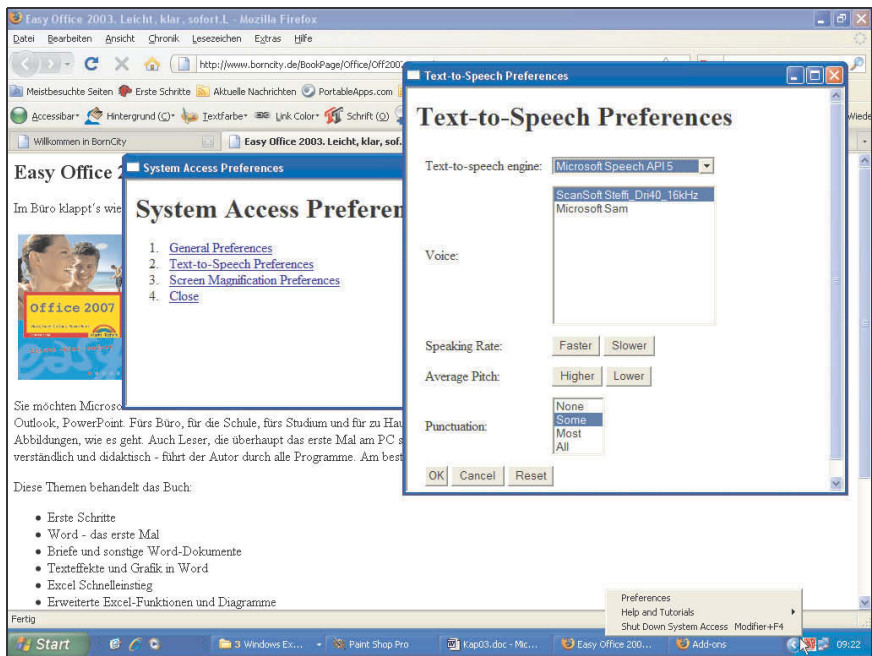 Easy Office 2003. Leicht, klar, sofort.L - Mozilla Firefox
Datei Bearbeiten Ansicht Chronik Lesezeichen Extras Hilfe
http://www.borncity.de/BookPage/Office/Off200
Meistbesuchte Seiten Erste Schritte Aktuelle Nachrichten PortableApps.com
Accessibar Hintergrund (C) Textfarbe Link Color Schrift (O)
Wiede
Willkommen in BornCity
Easy Office 2003. Leicht, klar, sof.
Easy Office 2
Im Büro klappt´s wie
Office 2007
easy
Sie möchten Microso
Outlook, PowerPoint. Fürs Büro, für die Schule, fürs Studium und für zu Hau
Abbildungen, wie es geht. Auch Leser, die überhaupt das erste Mal am PC s
verständlich und didaktisch - führt der Autor durch alle Programme. Am best
Diese Themen behandelt das Buch:
Erste Schritte
Word - das erste Mal
Briefe und sonstige Word-Dokumente
Texteffekte und Grafik in Word
Excel Schnelleinstieg
Erweiterte Excel-Funktionen und Diagramme
System Access Preferences
System Access Preferen
1. General Preferences
2. Text-to-Speech Preferences
3. Screen Magnification Preferences
4. Close
Text-to-Speech Preferences
Text-to-Speech Preferences
Text-to-speech engine: Microsoft Speech API 5
Voice:
ScanSoft Steffi_Dri40_16kHz
Microsoft Sam
Speaking Rate: Faster Slower
Average Pitch: Higher Lower
Punctuation:
None
Some
Most
All
OK Cancel Reset
Preferences
Help and Tutorials
Shut Down System Access Modifier+F4
Fertig
Start 3 Windows Ex... Paint Shop Pro Kap03.doc - Mic... Easy Office 200... Add-ons 09:22